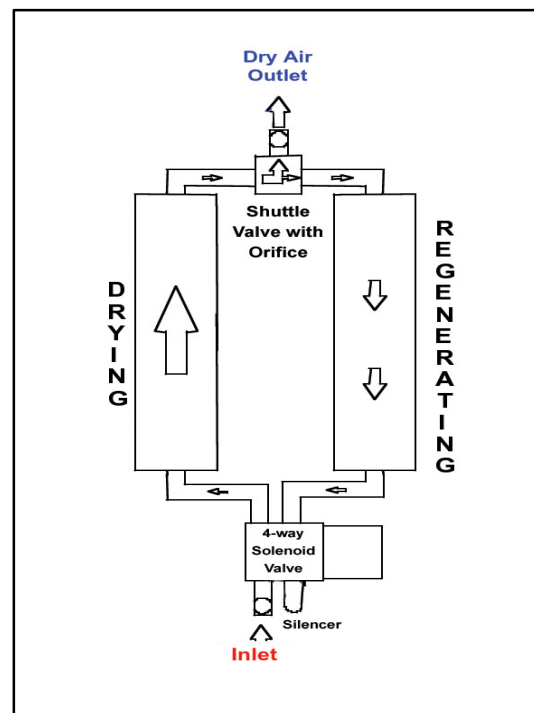 Dry Air
Outlet
Shuttle
Valve with
Orifice
DRYING
REGENERATING
4-way
Solenoid
Valve
Silencer
Inlet